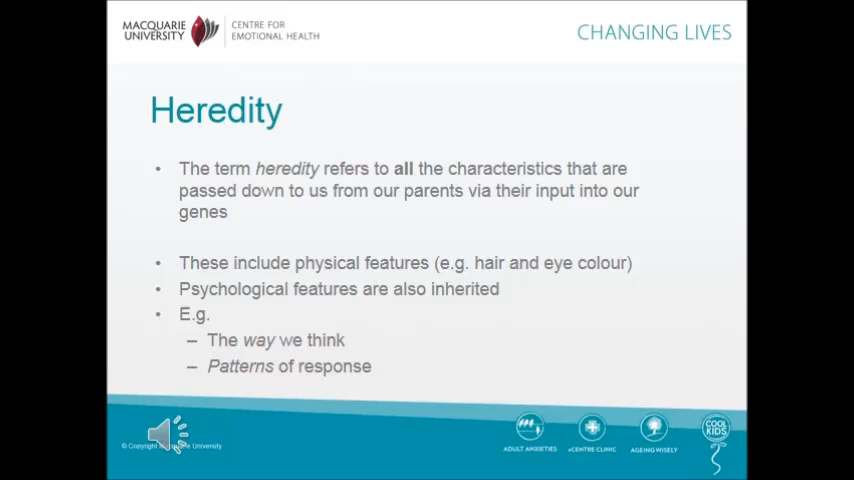 MACQUARIE
UNIVERSITY
CENTRE FOR
EMOTIONAL HEALTH
CHANGING LIVES
Heredity
• The term heredity refers to all the characteristics that are
passed down to us from our parents via their input into our
genes
• These include physical features (e.g. hair and eye colour)
• Psychological features are also inherited
• E.g.
– The way we think
– Patterns of response
© Copyright Macquarie University
ADULT ANXIETIES
eCENTRE CLINIC
AGEING WISELY
COOL
KIDS